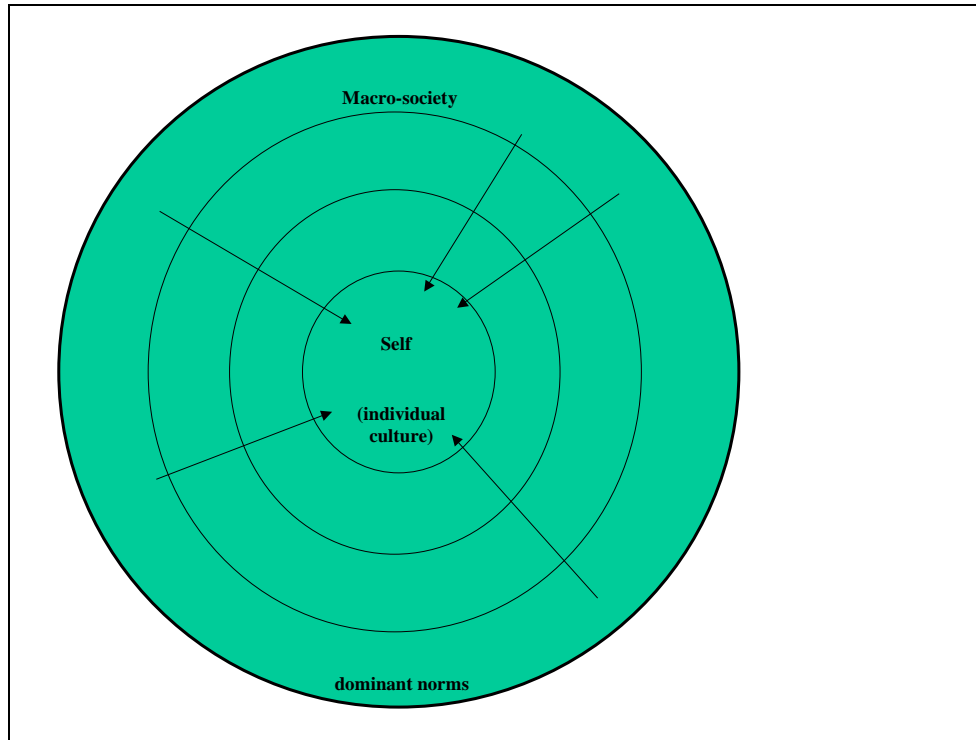 Macro-society
Self
(individual
culture)
dominant norms